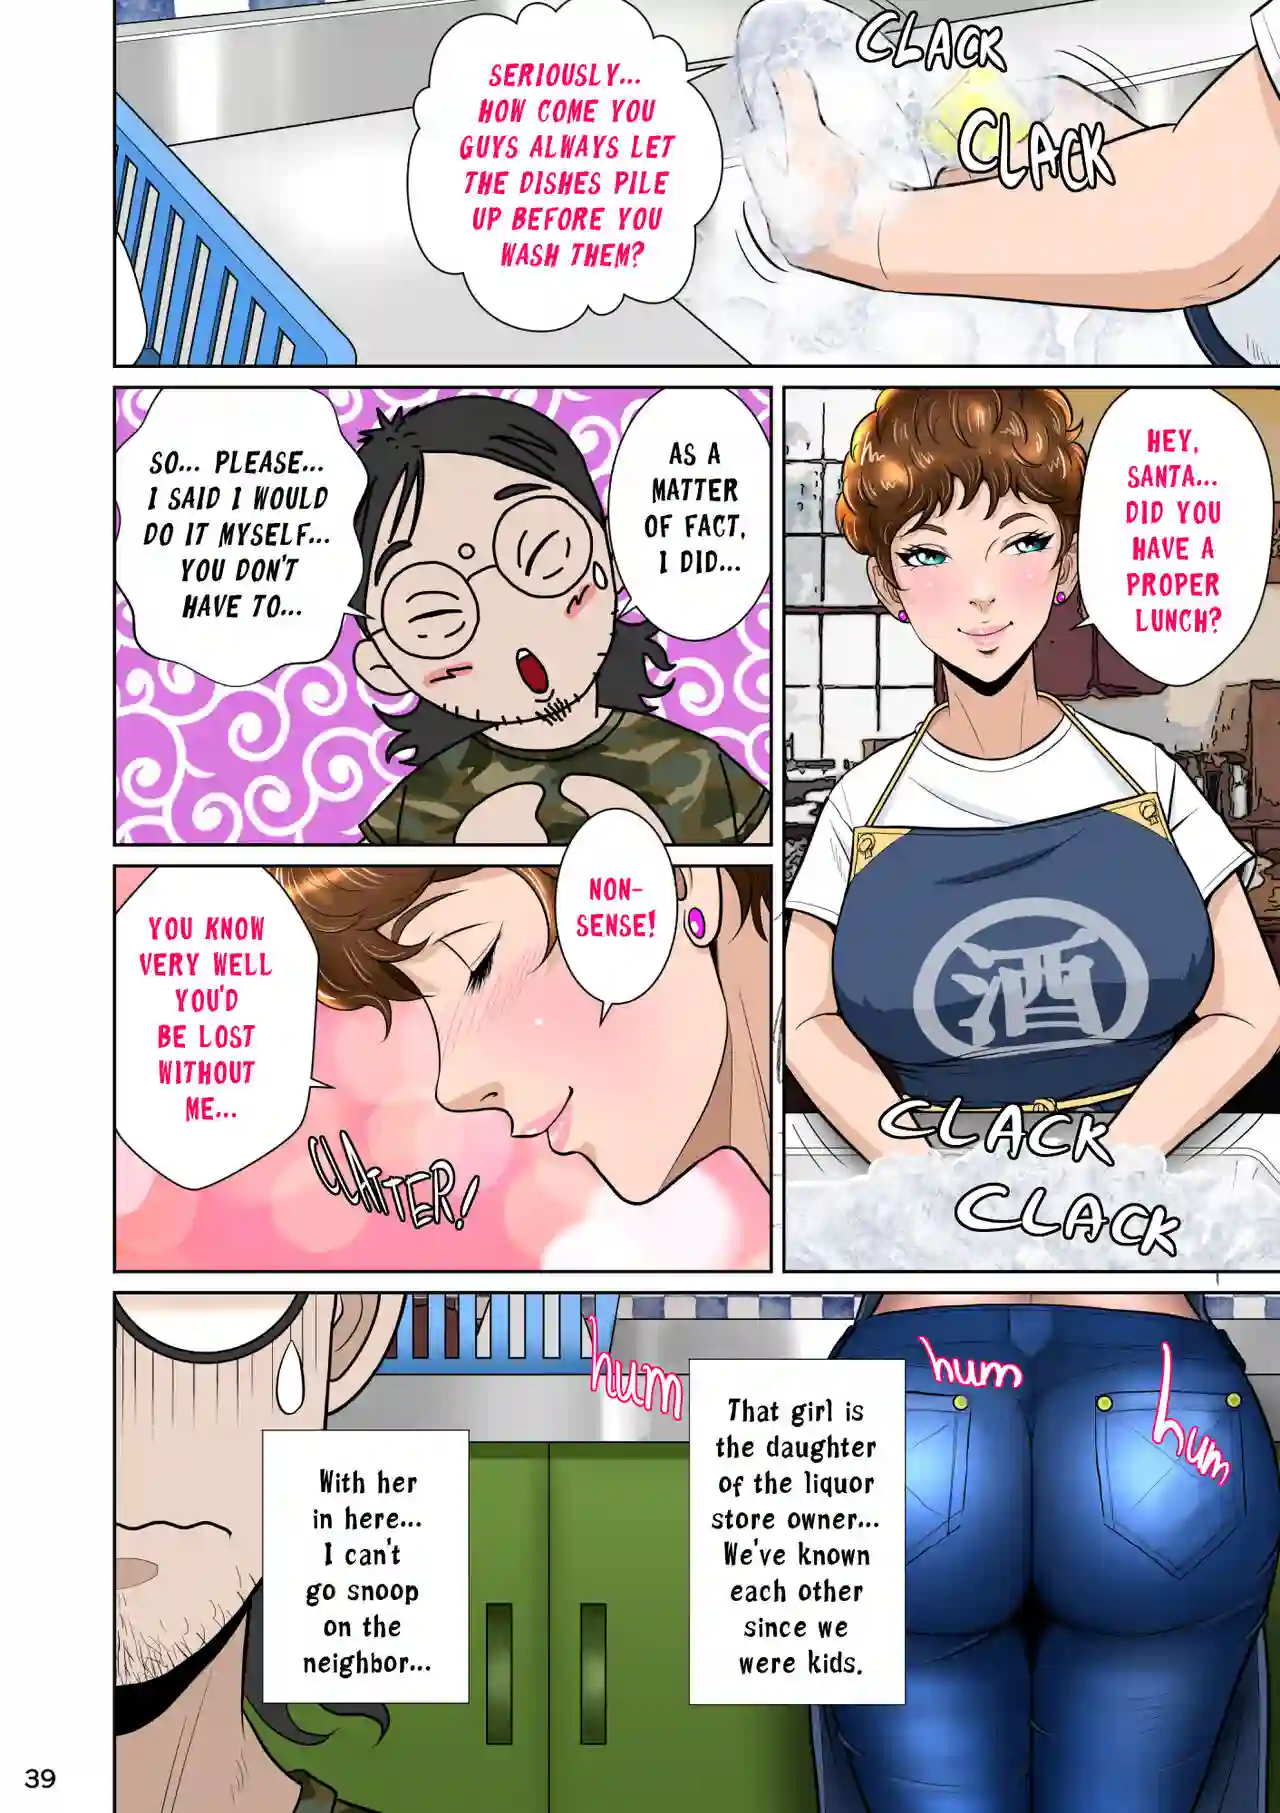 SERIOUSLY...
HOW COME YOU
GUYS ALWAYS LET
THE DISHES PILE
UP BEFORE YOU
WASH THEM?
CLACK
CLACK
HEY,
SANTA...
DID YOU
HAVE A
PROPER
LUNCH?
酒
CLACK
CLACK
AS A
MATTER
OF FACT,
I DID...
SO... PLEASE...
I SAID I WOULD
DO IT MYSELF...
YOU DON'T
HAVE TO...
NON-
SENSE!
YOU KNOW
VERY WELL
YOU'D
BE LOST
WITHOUT
ME...
CLATTER!
hum
hum
hum
That girl is
the daughter
of the liquor
store owner...
We've known
each other
since we
were kids.
With her
in here...
I can't
go snoop
on the
neighbor...
39